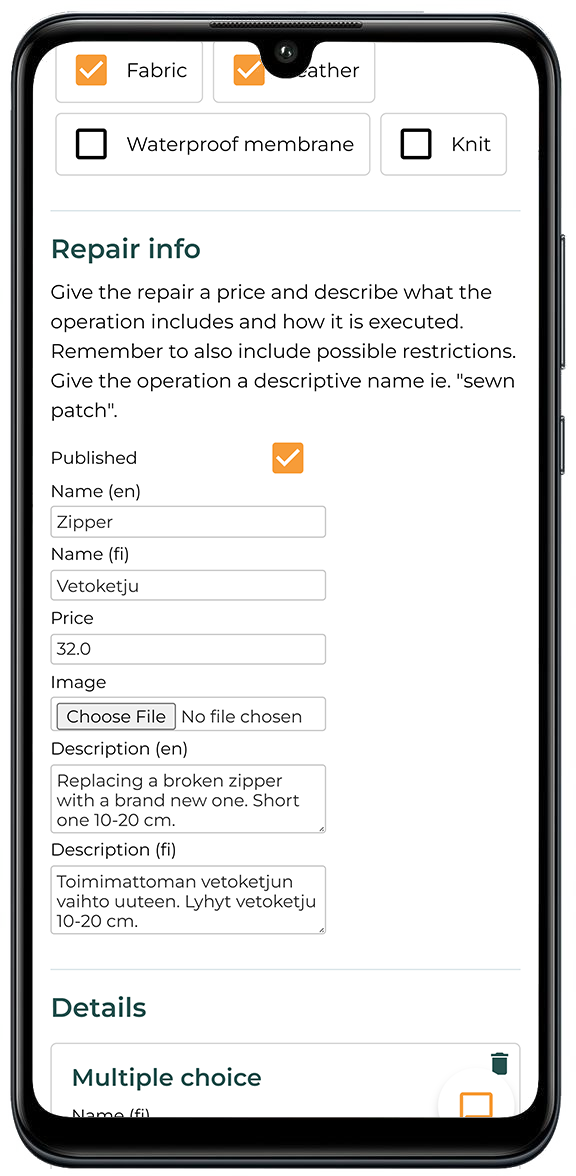 Fabric
Waterproof membrane
Knit
Repair info
Give the repair a price and describe what the
operation includes and how it is executed.
Remember to also include possible restrictions.
Give the operation a descriptive name ie. "sewn
patch".
Published
Name (en)
Zipper
Name (fi)
Vetoketju
Price
32.0
Image
Choose File No file chosen
Description (en)
Replacing a broken zipper
with a brand new one. Short
one 10-20 cm.
Description (fi)
Toimimattoman vetoketjun
vaihto uuteen. Lyhyt vetoketju
10-20 cm.
Details
Multiple choice
Name (fi)